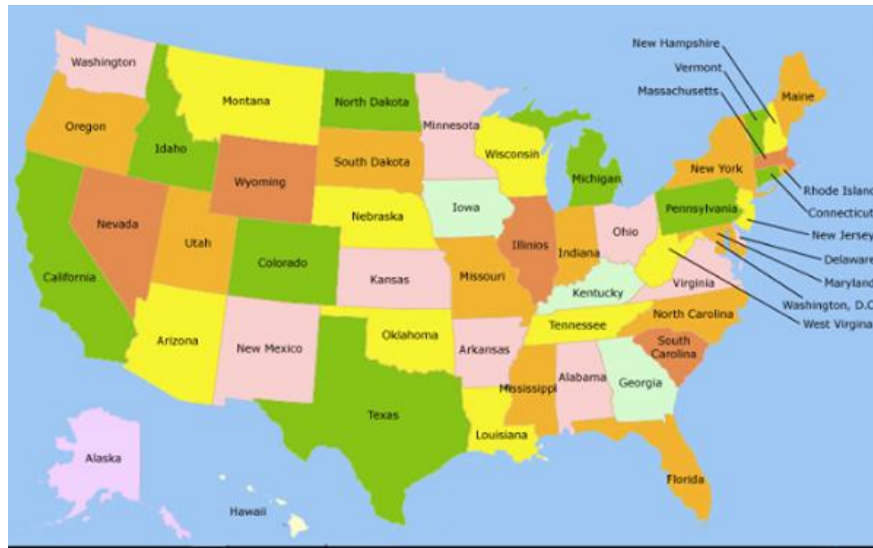 New Hampshire
Vermont
Massachusetts
Washington
Montana
North Dakota
Minnesota
Maine
Oregon
Idaho
Wisconsin
South Dakota
New York
Wyoming
Michigan
Rhode Island
Connecticut
Nebraska
Iowa
Pennsylvania
Nevada
Utah
Colorado
Illinios
Indiana
Ohio
New Jersey
California
Kansas
Missouri
Delaware
Maryland
Kentucky
Virginia
Washington, D.C
West Virgina
Arizona
New Mexico
Oklahoma
Arkansas
Tennessee
North Carolina
South
Carolina
Mississippi
Alabama
Georgia
Texas
Louisiana
Alaska
Florida
Hawaii